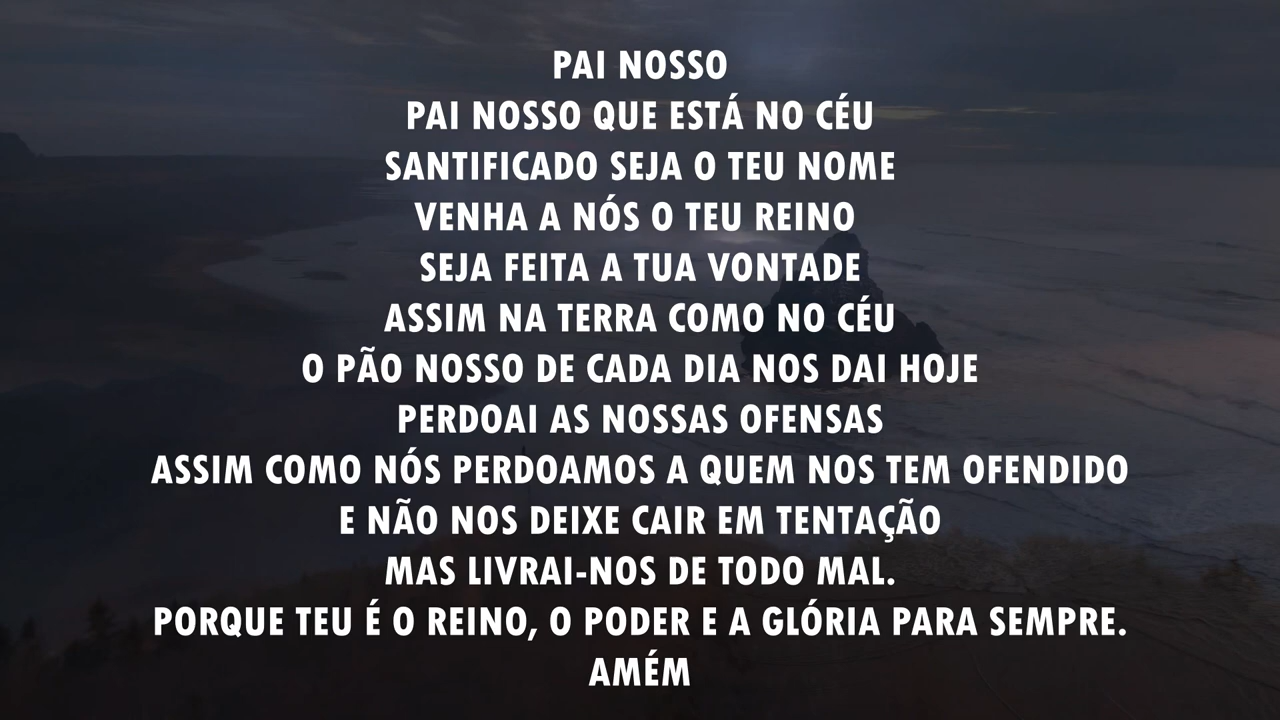 PAI NOSSO
PAI NOSSO QUE ESTÁ NO CÉU
SANTIFICADO SEJA O TEU NOME
VENHA A NÓS O TEU REINO
SEJA FEITA A TUA VONTADE
ASSIM NA TERRA COMO NO CÉU
O PÃO NOSSO DE CADA DIA NOS DAI HOJE
PERDOAI AS NOSSAS OFENSAS
ASSIM COMO NÓS PERDOAMOS A QUEM NOS TEM OFENDIDO
E NÃO NOS DEIXE CAIR EM TENTAÇÃO
MAS LIVRAI-NOS DE TODO MAL.
PORQUE TEU É O REINO, O PODER E A GLÓRIA PARA SEMPRE.
AMÉM